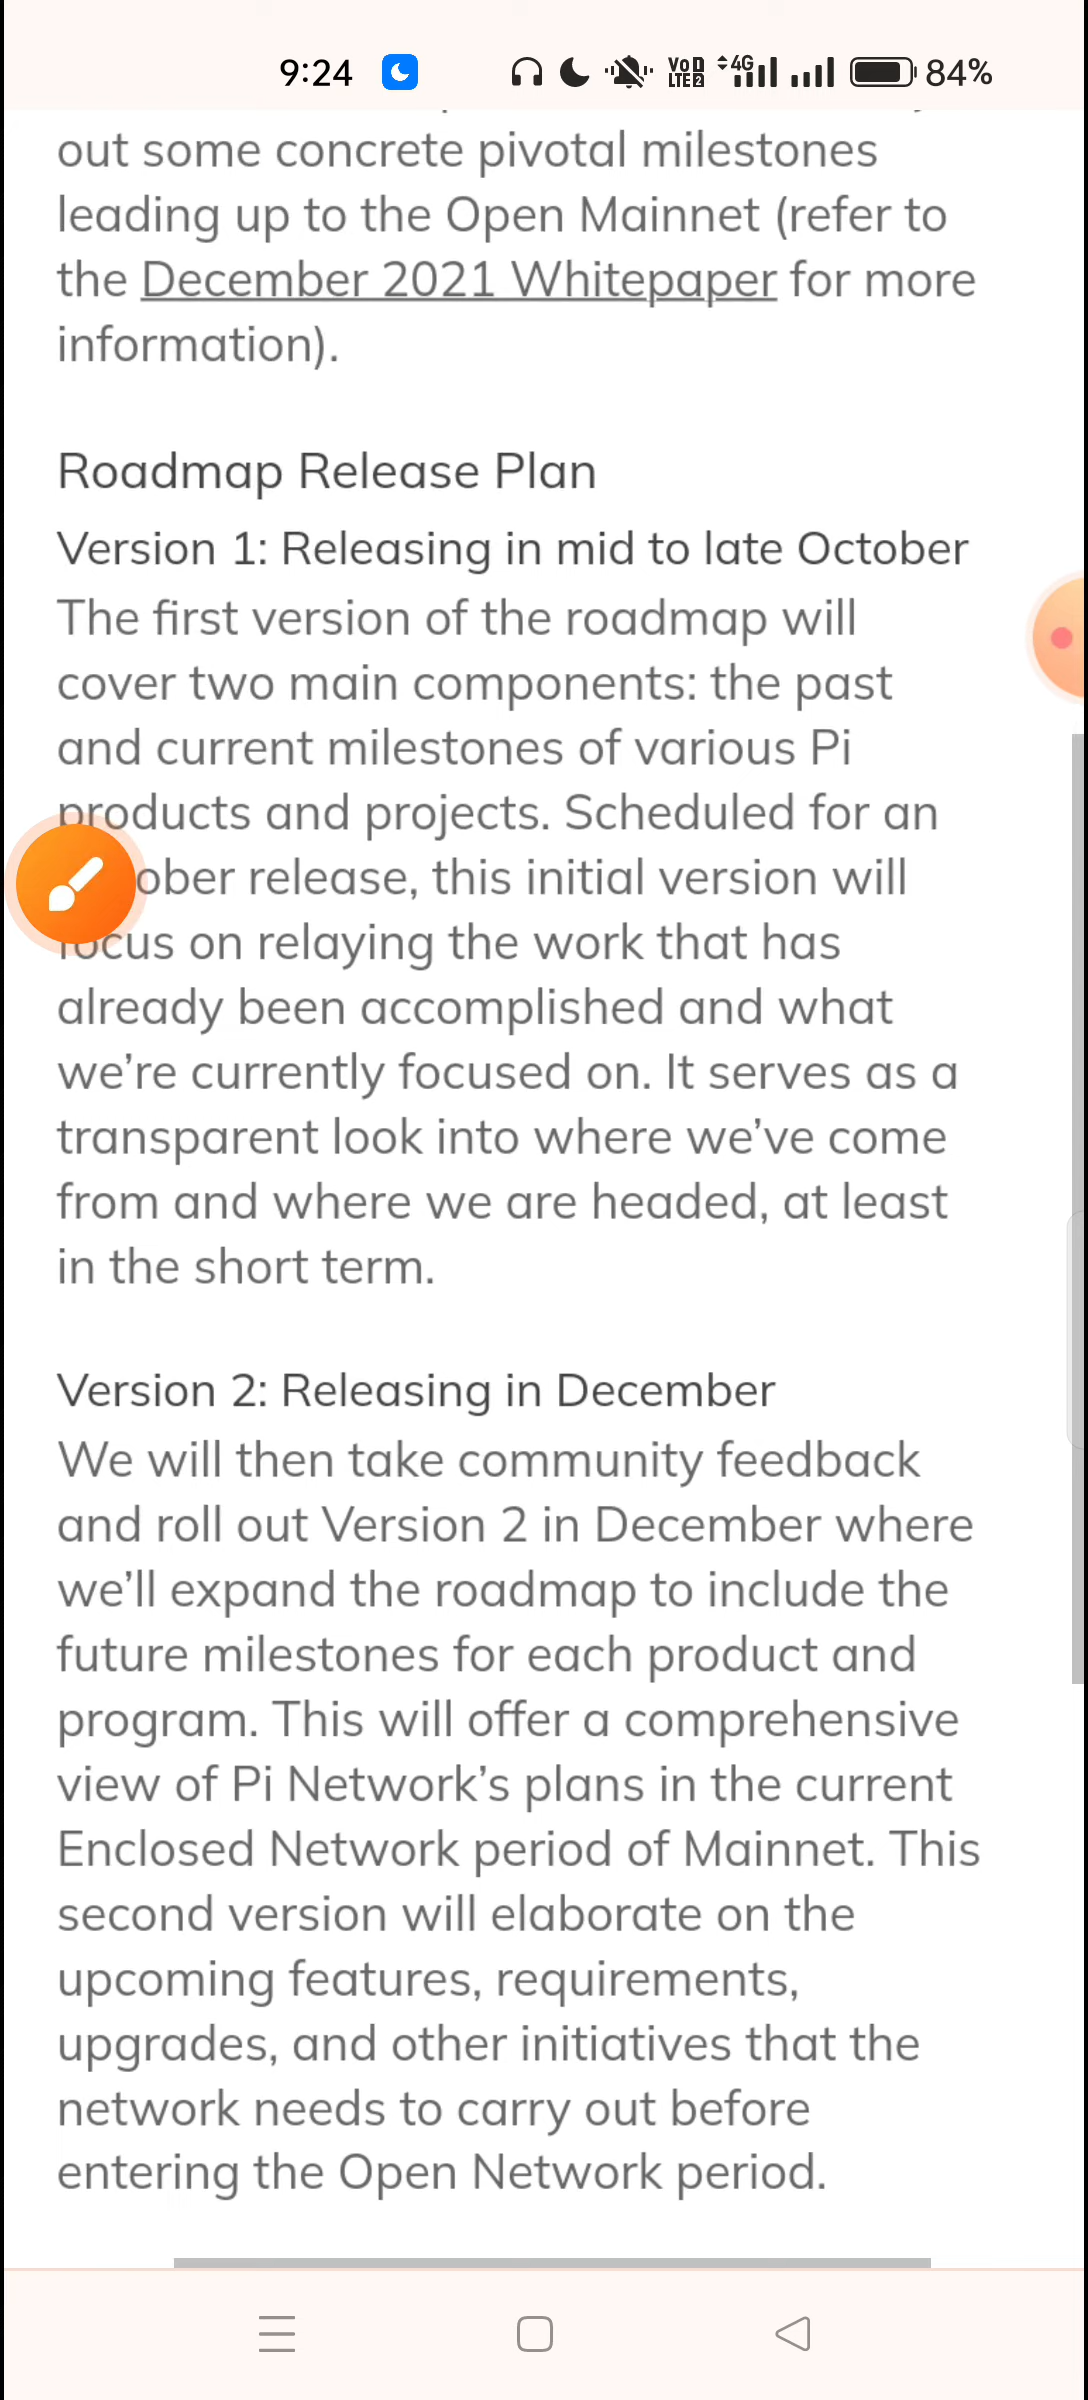 9:24
VoD LTE2 4G 84%
out some concrete pivotal milestones
leading up to the Open Mainnet (refer to
the December 2021 Whitepaper for more
information).
Roadmap Release Plan
Version 1: Releasing in mid to late October
The first version of the roadmap will
cover two main components: the past
and current milestones of various Pi
products and projects. Scheduled for an
ober release, this initial version will
focus on relaying the work that has
already been accomplished and what
we’re currently focused on. It serves as a
transparent look into where we’ve come
from and where we are headed, at least
in the short term.
Version 2: Releasing in December
We will then take community feedback
and roll out Version 2 in December where
we’ll expand the roadmap to include the
future milestones for each product and
program. This will offer a comprehensive
view of Pi Network’s plans in the current
Enclosed Network period of Mainnet. This
second version will elaborate on the
upcoming features, requirements,
upgrades, and other initiatives that the
network needs to carry out before
entering the Open Network period.